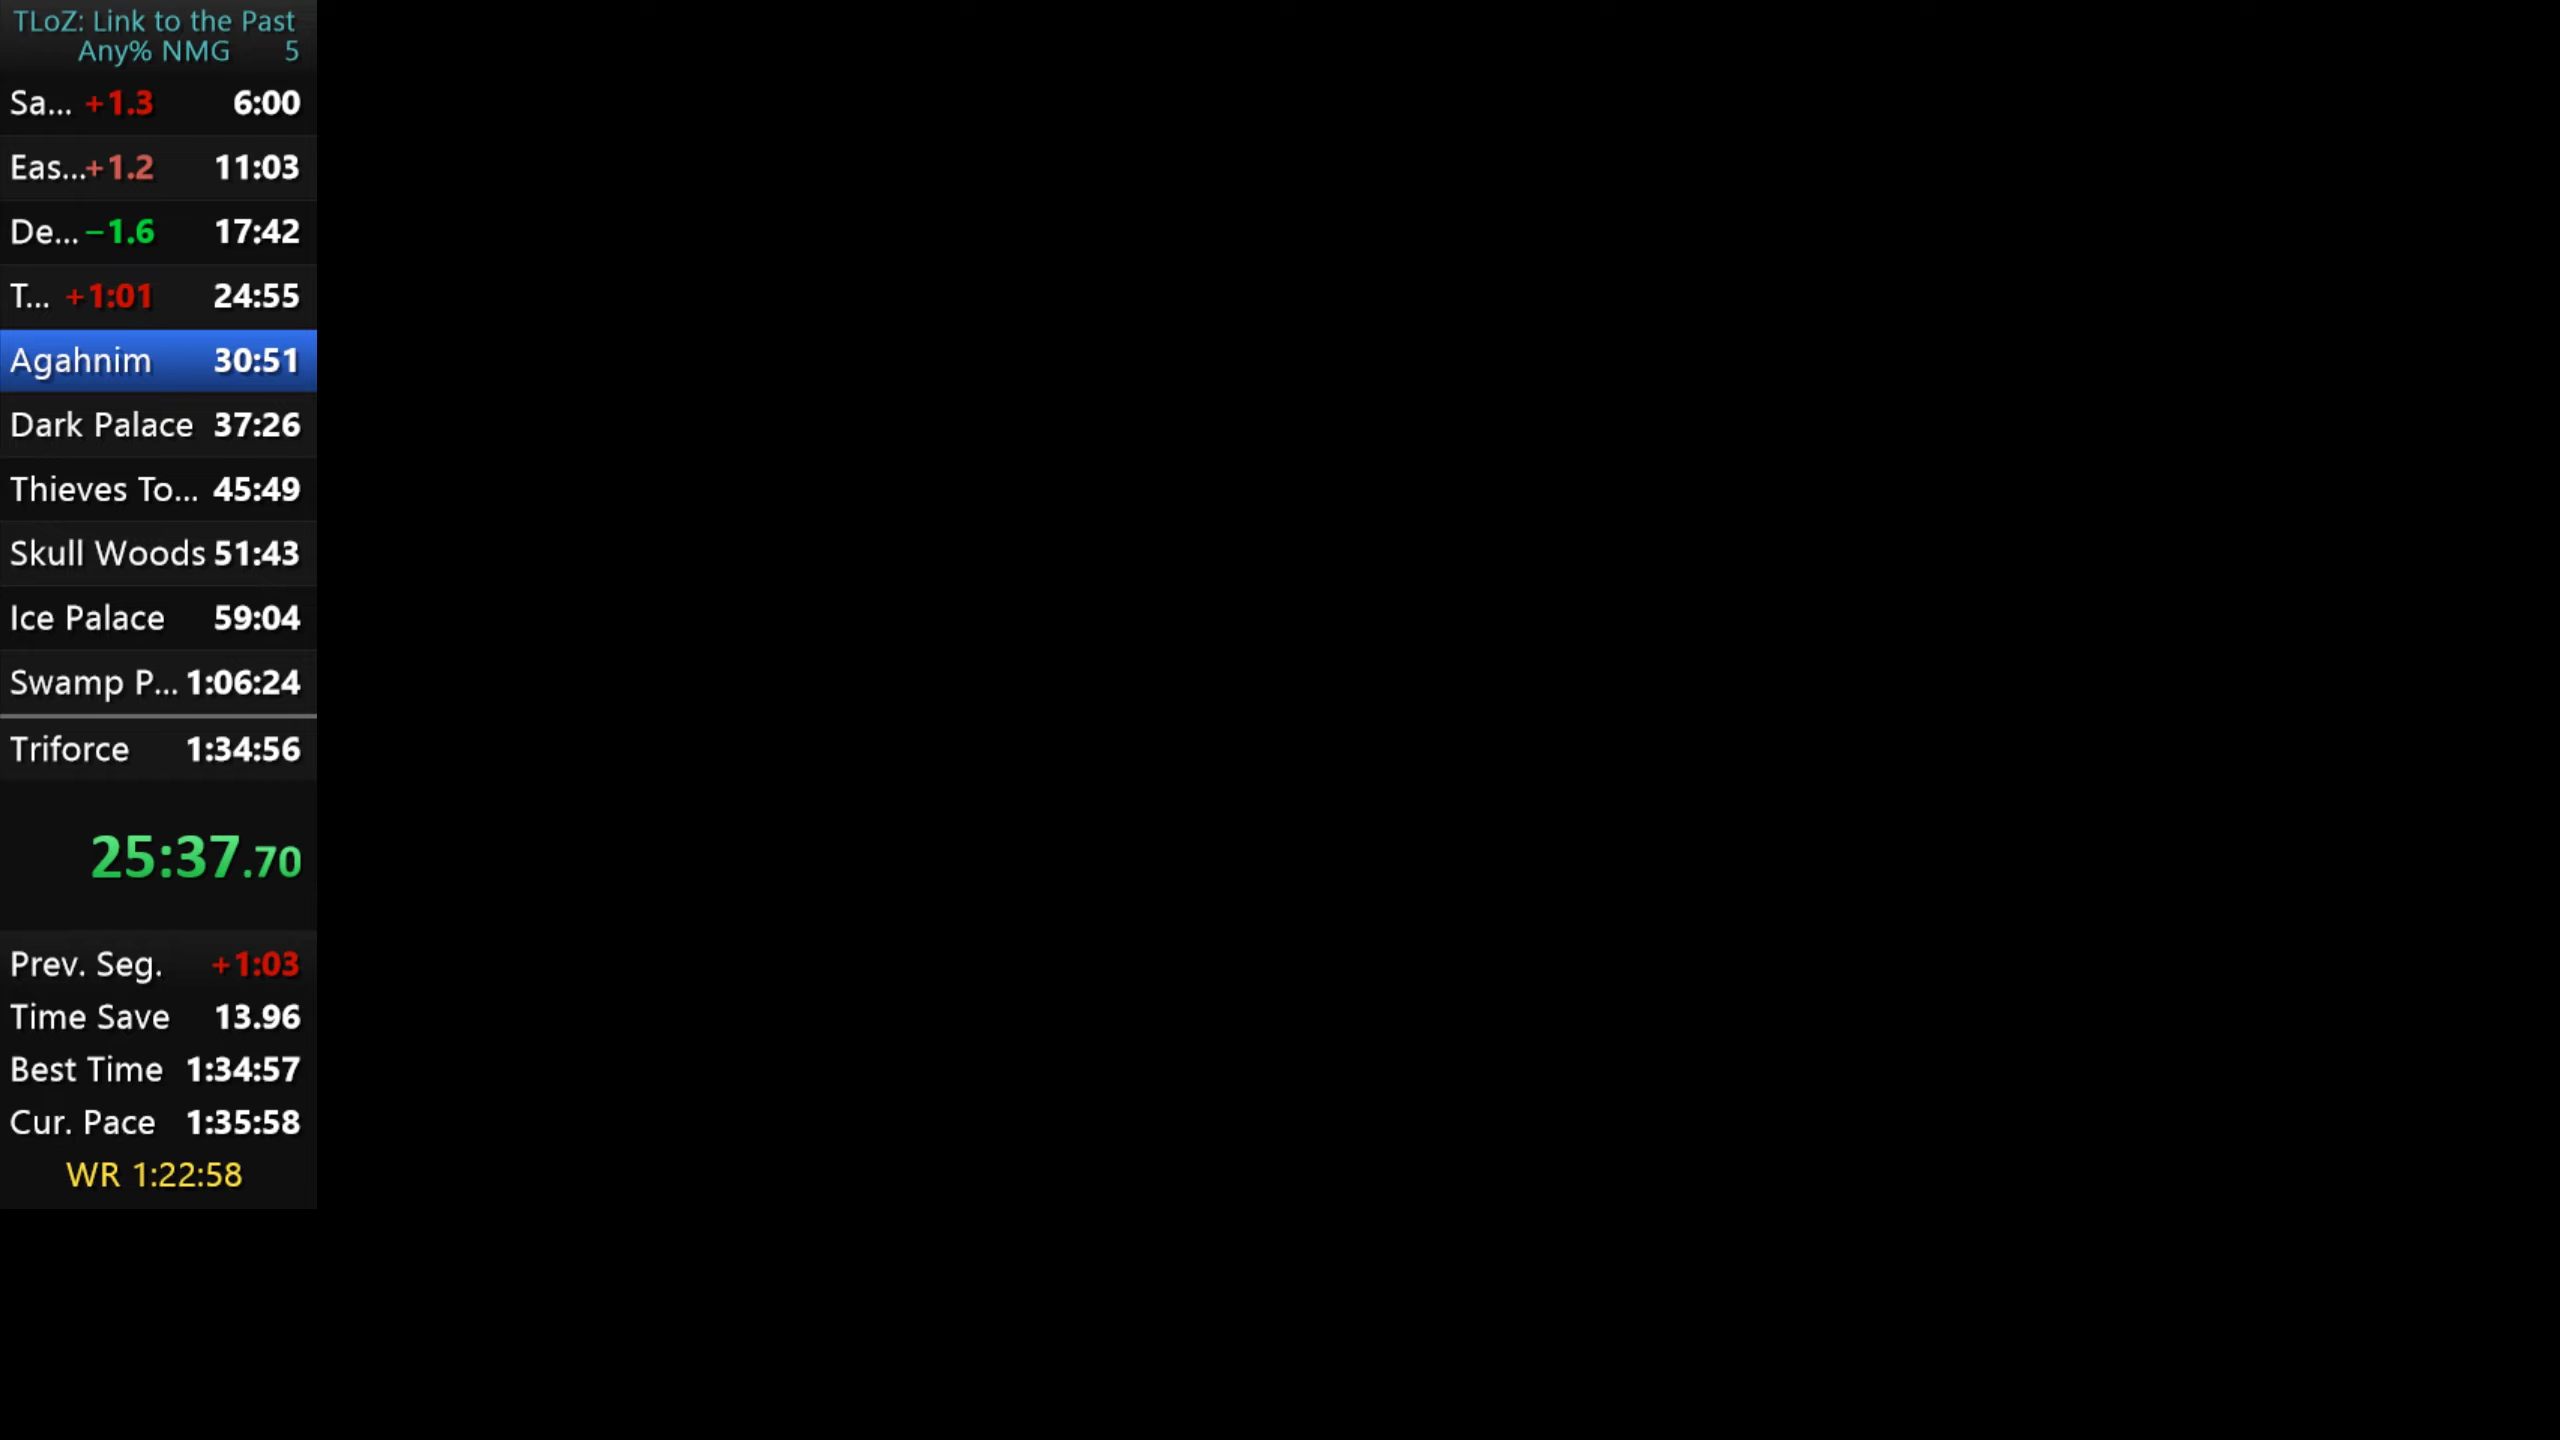 TLoZ: Link to the Past
Any% NMG 5
Sa... +1.3 6:00
Eas...+1.2 11:03
De... −1.6 17:42
T... +1:01 24:55
Agahnim 30:51
Dark Palace 37:26
Thieves To... 45:49
Skull Woods 51:43
Ice Palace 59:04
Swamp P... 1:06:24
Triforce 1:34:56
25:37.70
Prev. Seg. +1:03
Time Save 13.96
Best Time 1:34:57
Cur. Pace 1:35:58
WR 1:22:58